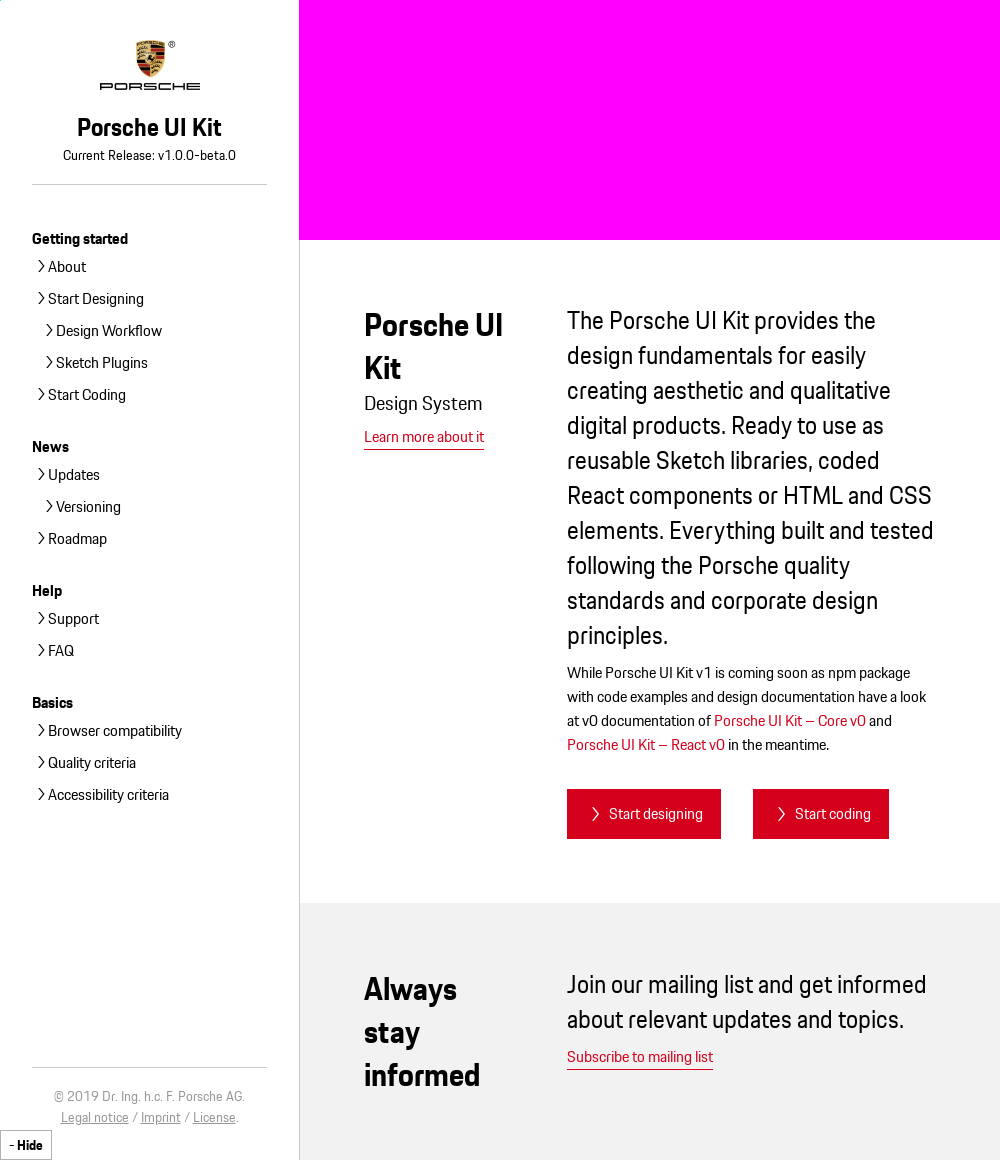 PORSCHE
Porsche UI Kit
Current Release: v1.0.0-beta.0
Getting started
About
Start Designing
Design Workflow
Sketch Plugins
Start Coding
News
Updates
Versioning
Roadmap
Help
Support
FAQ
Basics
Browser compatibility
Quality criteria
Accessibility criteria
© 2019 Dr. Ing. h.c. F. Porsche AG.
Legal notice / Imprint / License.
- Hide
Porsche UI
Kit
Design System
Learn more about it
The Porsche UI Kit provides the
design fundamentals for easily
creating aesthetic and qualitative
digital products. Ready to use as
reusable Sketch libraries, coded
React components or HTML and CSS
elements. Everything built and tested
following the Porsche quality
standards and corporate design
principles.
While Porsche UI Kit v1 is coming soon as npm package
with code examples and design documentation have a look
at v0 documentation of Porsche UI Kit – Core v0 and
Porsche UI Kit – React v0 in the meantime.
Start designing
Start coding
Always
stay
informed
Join our mailing list and get informed
about relevant updates and topics.
Subscribe to mailing list